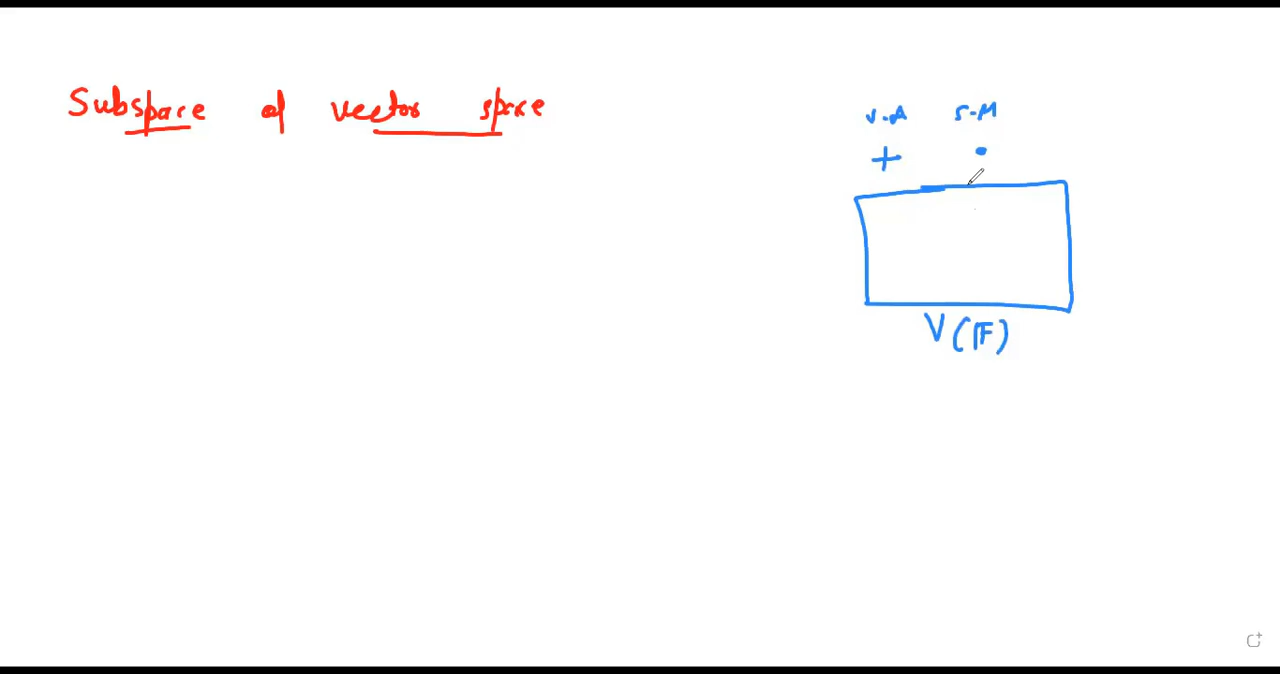 Subspace of vector space
V.A S.M
+ •
V(𝔽)